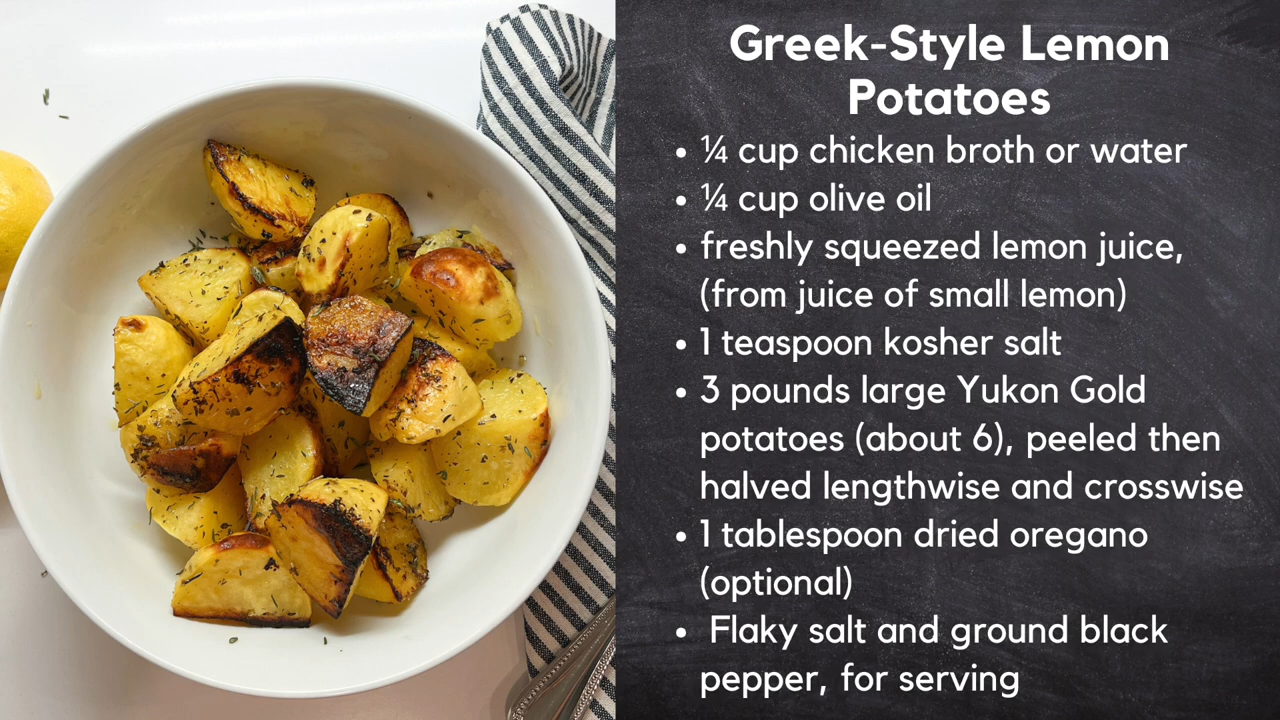 Greek-Style Lemon
Potatoes
• ¼ cup chicken broth or water
• ¼ cup olive oil
• freshly squeezed lemon juice,
(from juice of small lemon)
• 1 teaspoon kosher salt
• 3 pounds large Yukon Gold
potatoes (about 6), peeled then
halved lengthwise and crosswise
• 1 tablespoon dried oregano
(optional)
• Flaky salt and ground black
pepper, for serving